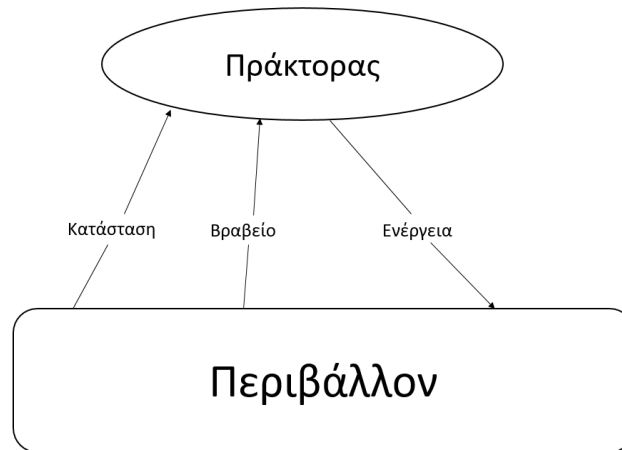 Πράκτορας
Κατάσταση
Βραβείο
Ενέργεια
Περιβάλλον